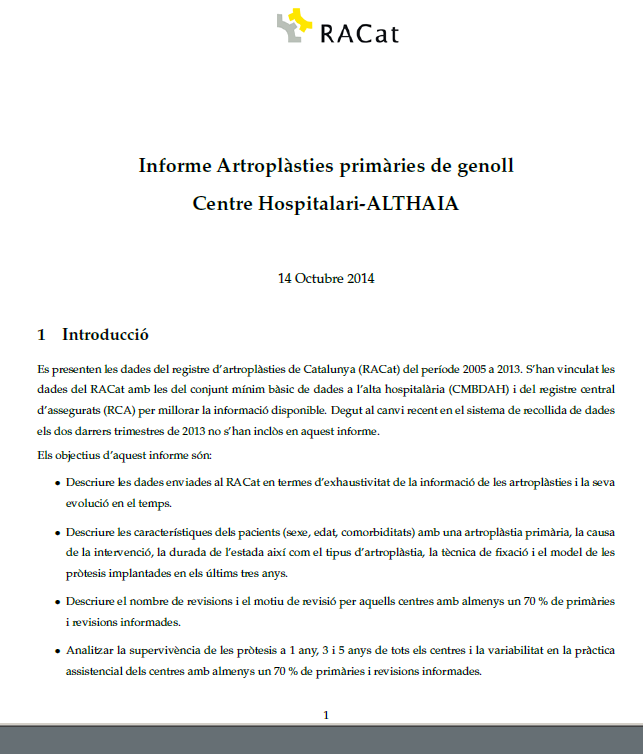 RACat
Informe Artroplàsties primàries de genoll
Centre Hospitalari-ALTHAIA
14 Octubre 2014
1 Introducció
Es presenten les dades del registre d'artroplàsties de Catalunya (RACat) del període 2005 a 2013. S'han vinculat les
dades del RACat amb les del conjunt mínim bàsic de dades a l'alta hospitalària (CMBDAH) i del registre central
d'assegurats (RCA) per millorar la informació disponible. Degut al canvi recent en el sistema de recollida de dades
els dos darrers trimestres de 2013 no s'han inclòs en aquest informe.
Els objectius d'aquest informe són:
• Descriure les dades enviades al RACat en termes d'exhaustivitat de la informació de les artroplàsties i la seva
evolució en el temps.
• Descriure les característiques dels pacients (sexe, edat, comorbiditats) amb una artroplàstia primària, la causa
de la intervenció, la durada de l'estada així com el tipus d'artroplàstia, la tècnica de fixació i el model de les
pròtesis implantades en els últims tres anys.
• Descriure el nombre de revisions i el motiu de revisió per aquells centres amb almenys un 70 % de primàries
i revisions informades.
• Analitzar la supervivència de les pròtesis a 1 any, 3 i 5 anys de tots els centres i la variabilitat en la pràctica
assistencial dels centres amb almenys un 70 % de primàries i revisions informades.
1